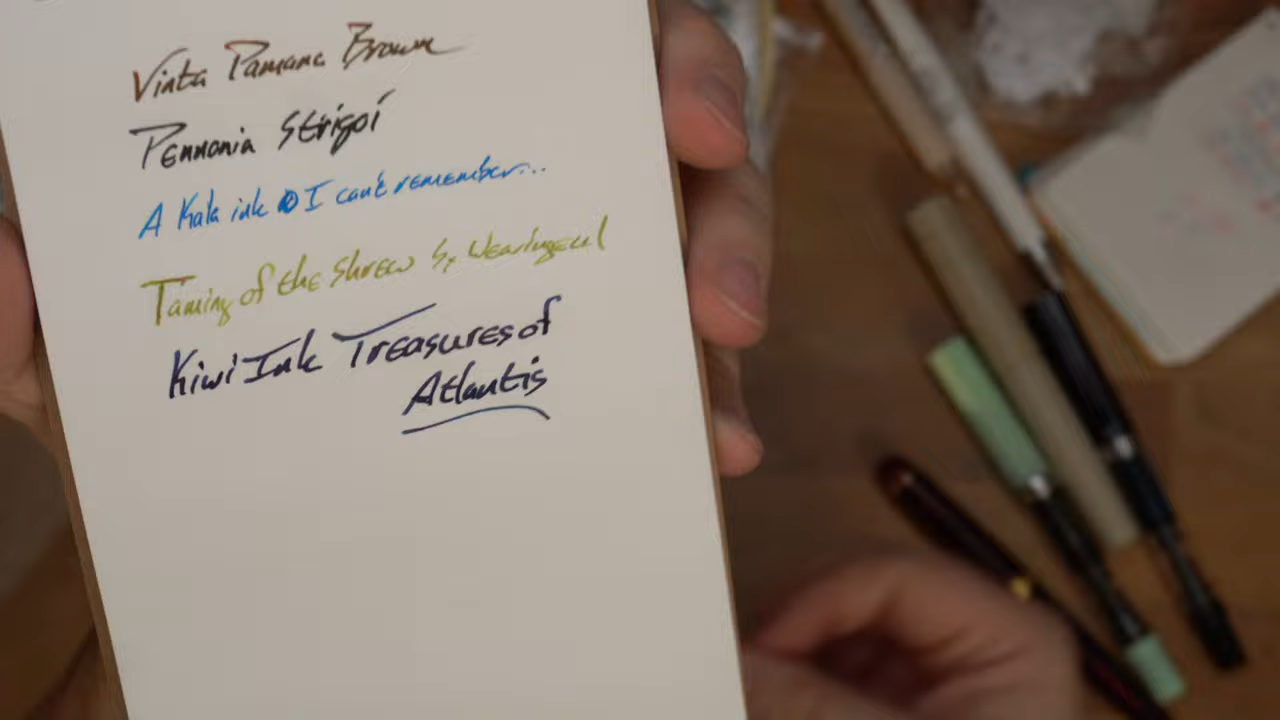 Vinta Pamana Brown
Pennonia Strigoi
A Kala ink I can't remember...
Taming of the Shrew by Wearingeul
Kiwi Ink Treasures of
Atlantis